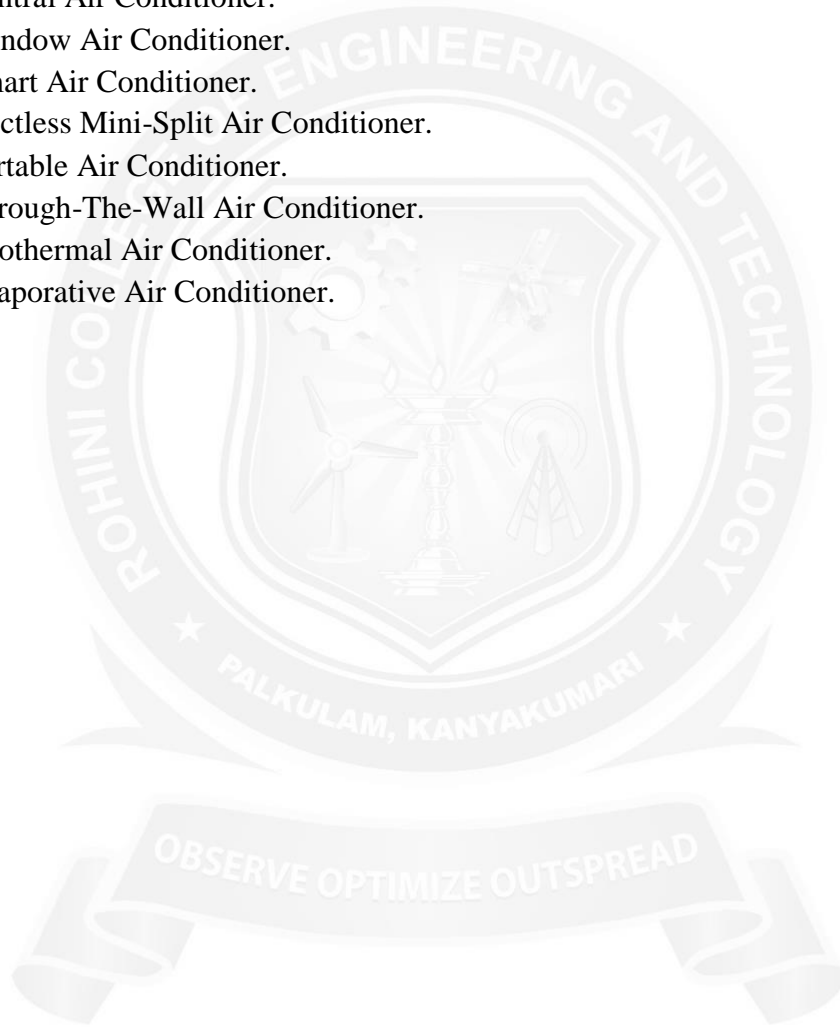 ntral Air Conditioner.
ndow Air Conditioner.
art Air Conditioner.
ctless Mini-Split Air Conditioner.
rtable Air Conditioner.
rough-The-Wall Air Conditioner.
othermal Air Conditioner.
aporative Air Conditioner.
ROHINI COLLEGE OF ENGINEERING AND TECHNOLOGY
PALKULAM, KANYAKUMARI
OBSERVE OPTIMIZE OUTSPREAD